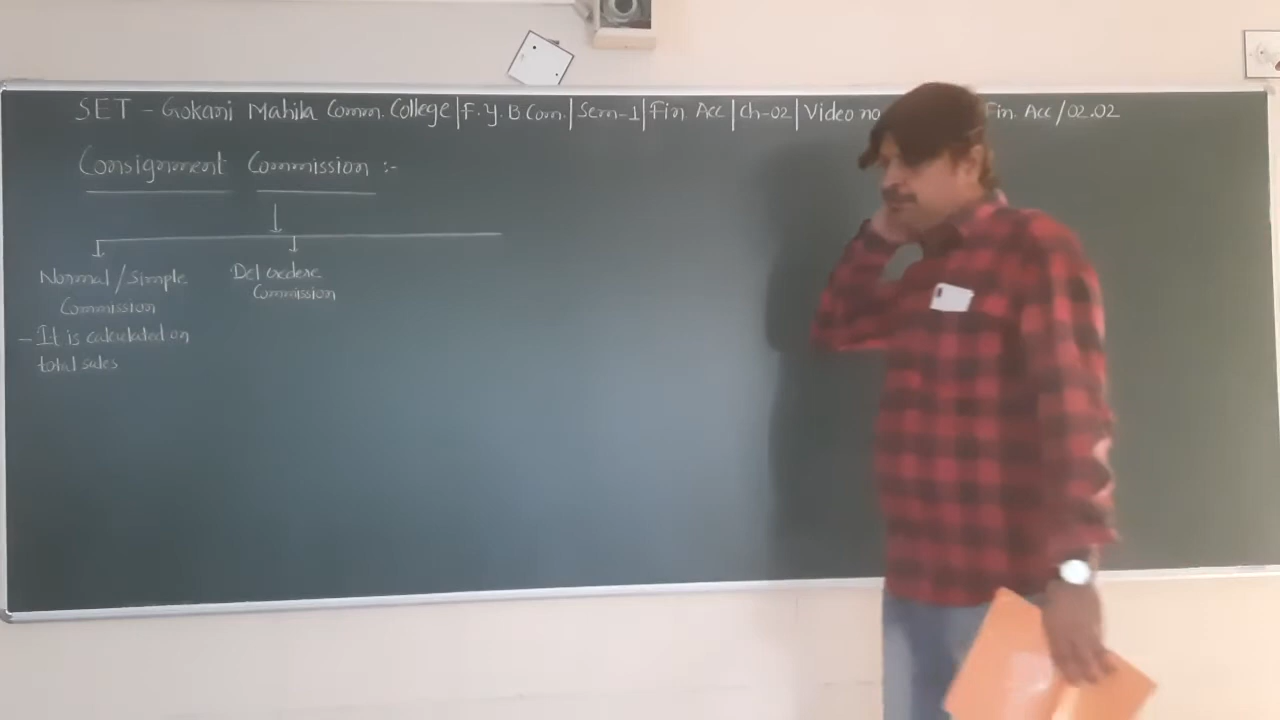 SET - Gokani Mahila Comm. College | F. Y. B Com. | Sem-1 | Fin. Acc | Ch-02 | Video no Fin. Acc / 02.02
Consignment Commission :-
Normal / Simple Commission
- It is calculated on total sales
Del credere Commission